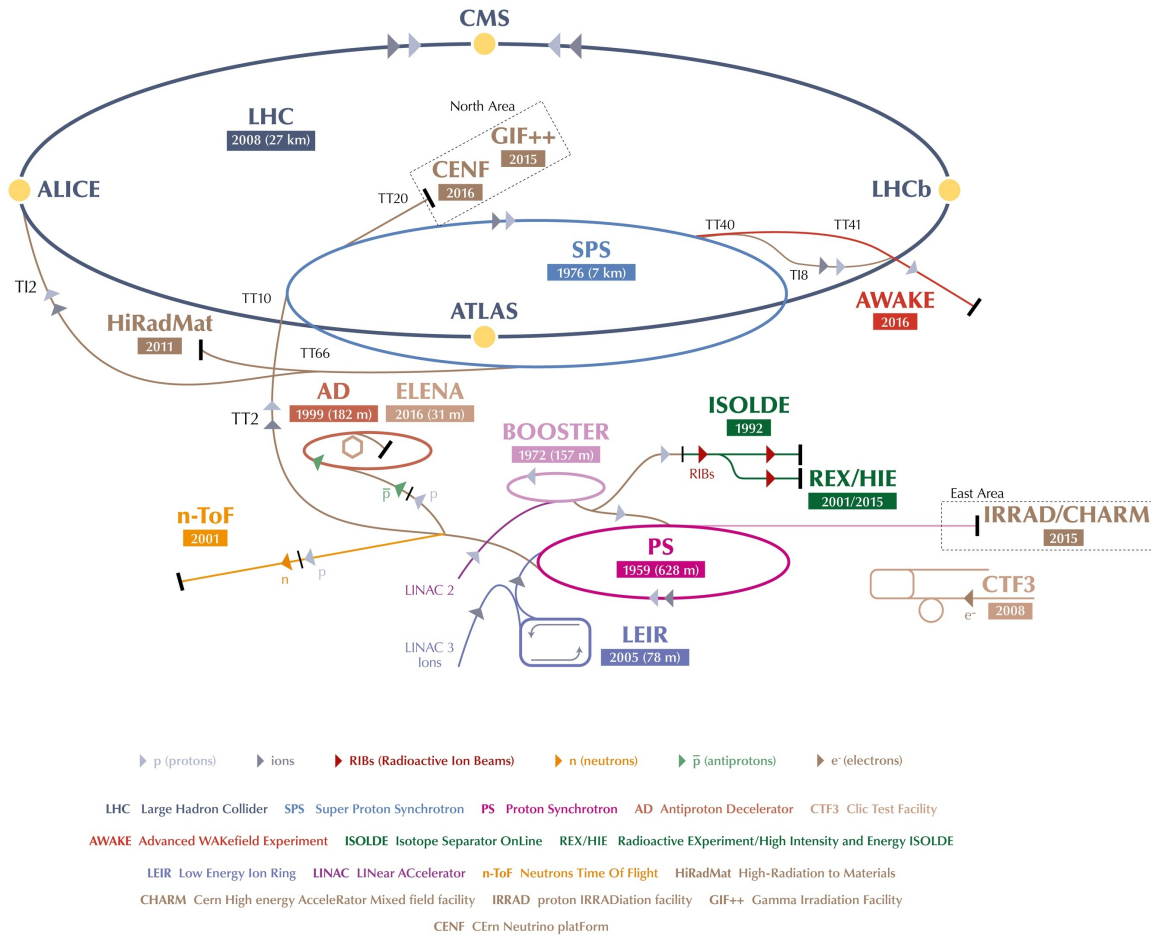 CMS
North Area
LHC
2008 (27 km)
GIF++
2015
CENF
2016
ALICE
LHCb
TT20
TT40
TT41
SPS
1976 (7 km)
TI8
TI2
TT10
AWAKE
2016
ATLAS
HiRadMat
2011
TT66
AD
1999 (182 m)
ELENA
2016 (31 m)
TT2
ISOLDE
1992
BOOSTER
1972 (157 m)
RIBs
REX/HIE
2001/2015
p̅
p
East Area
n-ToF
2001
IRRAD/CHARM
2015
PS
1959 (628 m)
n
p
LINAC 2
CTF3
2008
e-
LEIR
2005 (78 m)
LINAC 3
Ions
p (protons) ions RIBs (Radioactive Ion Beams) n (neutrons) p̅ (antiprotons) e- (electrons)
LHC Large Hadron Collider SPS Super Proton Synchrotron PS Proton Synchrotron AD Antiproton Decelerator CTF3 Clic Test Facility
AWAKE Advanced WAKefield Experiment ISOLDE Isotope Separator OnLine REX/HIE Radioactive EXperiment/High Intensity and Energy ISOLDE
LEIR Low Energy Ion Ring LINAC LINear ACcelerator n-ToF Neutrons Time Of Flight HiRadMat High-Radiation to Materials
CHARM Cern High energy AcceleRator Mixed field facility IRRAD proton IRRADiation facility GIF++ Gamma Irradiation Facility
CENF CErn Neutrino platForm